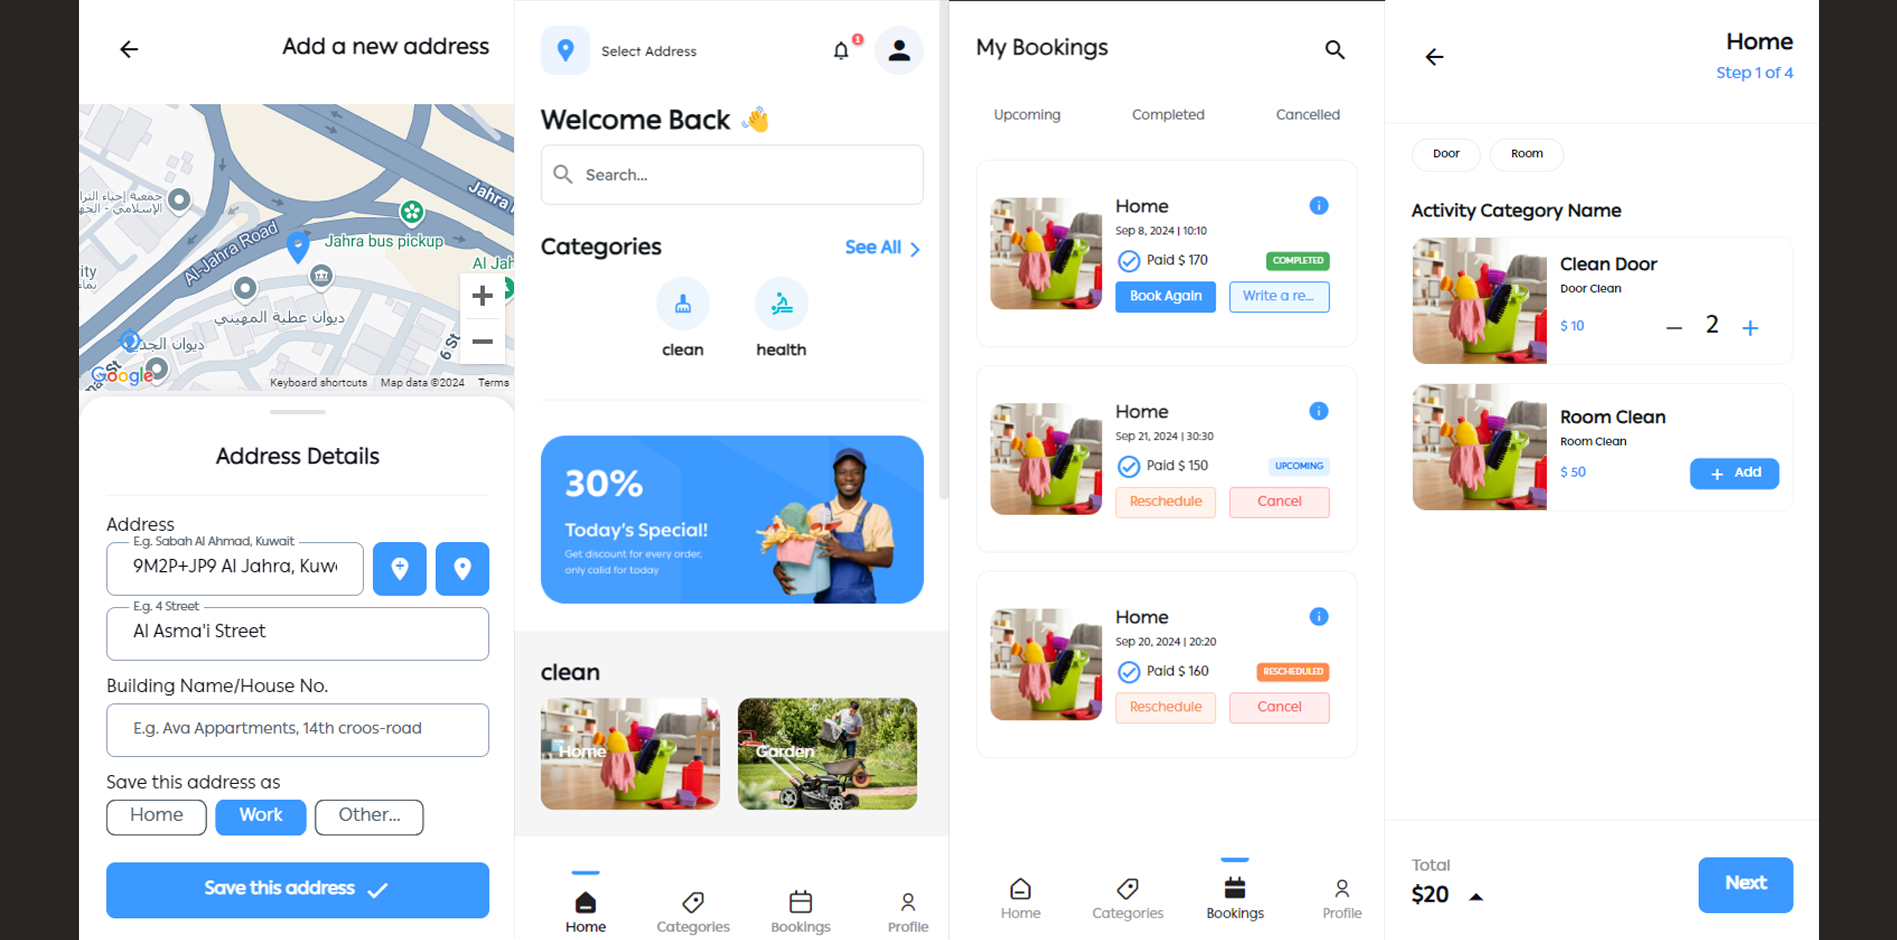 Add a new address
Jahra R
جمعية إحياء الترا
الإسلامي - الجه
Al-Jahra Road
Jahra bus pickup
Al Jah
ديوان عطية المهيني
6 St
Google
Keyboard shortcuts
Map data ©2024
Terms
Address Details
Address
E.g. Sabah Al Ahmad, Kuwait
9M2P+JP9 Al Jahra, Kuw
E.g. 4 Street
Al Asma'i Street
Building Name/House No.
E.g. Ava Appartments, 14th croos-road
Save this address as
Home
Work
Other...
Save this address
Select Address
1
Welcome Back 👋
Search...
Categories
See All
clean
health
30%
Today's Special!
Get discount for every order,
only calid for today
clean
Home
Garden
Home
Categories
Bookings
Profile
My Bookings
Upcoming
Completed
Cancelled
Home
Sep 8, 2024 | 10:10
Paid $ 170
COMPLETED
Book Again
Write a re...
Home
Sep 21, 2024 | 30:30
Paid $ 150
UPCOMING
Reschedule
Cancel
Home
Sep 20, 2024 | 20:20
Paid $ 160
RESCHEDULED
Reschedule
Cancel
Home
Categories
Bookings
Profile
Home
Step 1 of 4
Door
Room
Activity Category Name
Clean Door
Door Clean
$ 10
2
Room Clean
Room Clean
$ 50
Add
Total
$20
Next